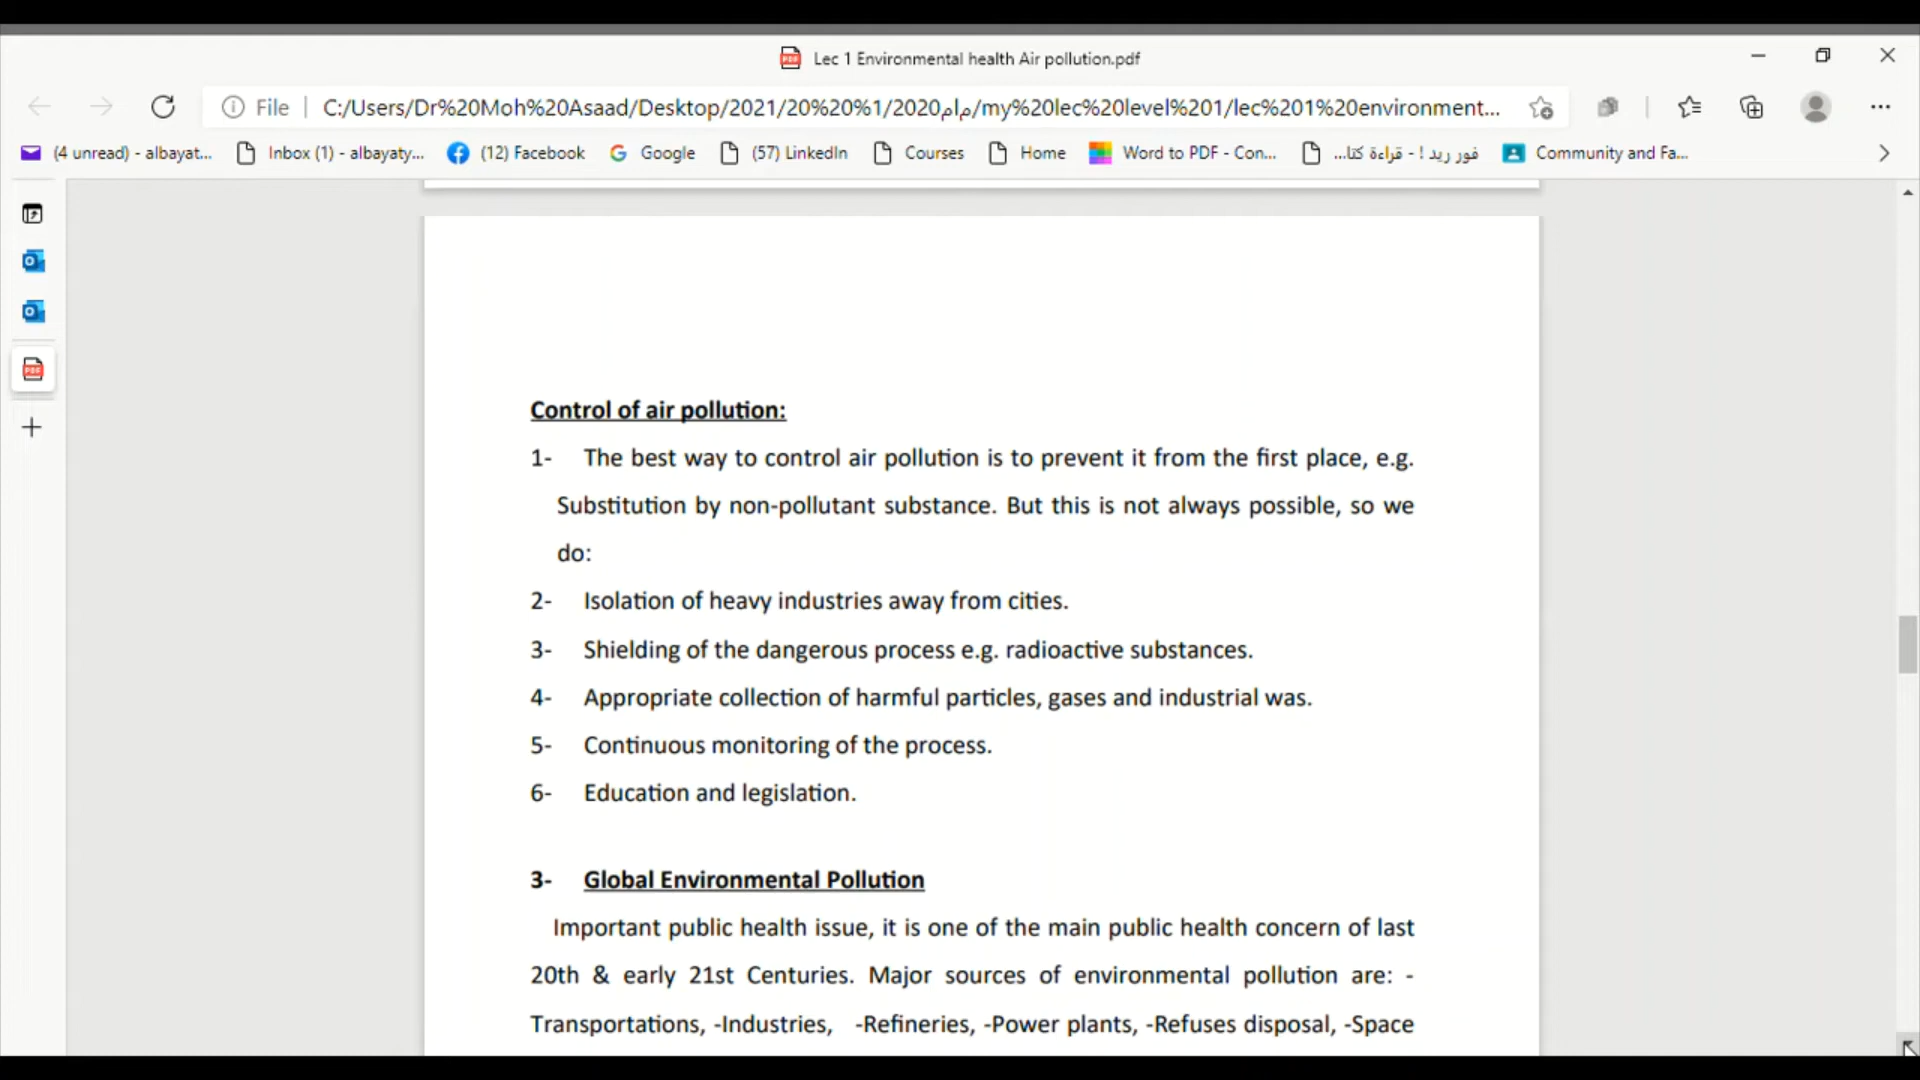 Lec 1 Environmental health Air pollution.pdf
File C:/Users/Dr%20Moh%20Asaad/Desktop/2021/20%20%1/2020مام/my%20lec%20level%201/lec%201%20environment...
(4 unread) - albayat... Inbox (1) - albayaty... (12) Facebook Google (57) LinkedIn Courses Home Word to PDF - Con... فور ريد ! - قراءة كتا... Community and Fa...
Control of air pollution:
1- The best way to control air pollution is to prevent it from the first place, e.g.
Substitution by non-pollutant substance. But this is not always possible, so we
do:
2- Isolation of heavy industries away from cities.
3- Shielding of the dangerous process e.g. radioactive substances.
4- Appropriate collection of harmful particles, gases and industrial was.
5- Continuous monitoring of the process.
6- Education and legislation.
3- Global Environmental Pollution
Important public health issue, it is one of the main public health concern of last
20th & early 21st Centuries. Major sources of environmental pollution are: -
Transportations, -Industries, -Refineries, -Power plants, -Refuses disposal, -Space